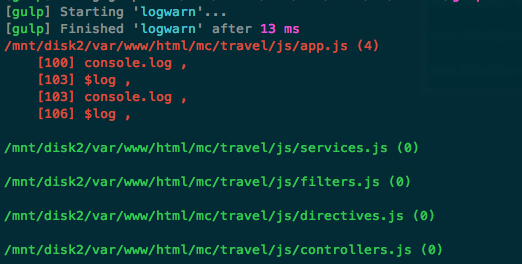 [gulp] Starting 'logwarn'...
[gulp] Finished 'logwarn' after 13 ms
/mnt/disk2/var/www/html/mc/travel/js/app.js (4)
[100] console.log ,
[103] $log ,
[103] console.log ,
[106] $log ,
/mnt/disk2/var/www/html/mc/travel/js/services.js (0)
/mnt/disk2/var/www/html/mc/travel/js/filters.js (0)
/mnt/disk2/var/www/html/mc/travel/js/directives.js (0)
/mnt/disk2/var/www/html/mc/travel/js/controllers.js (0)